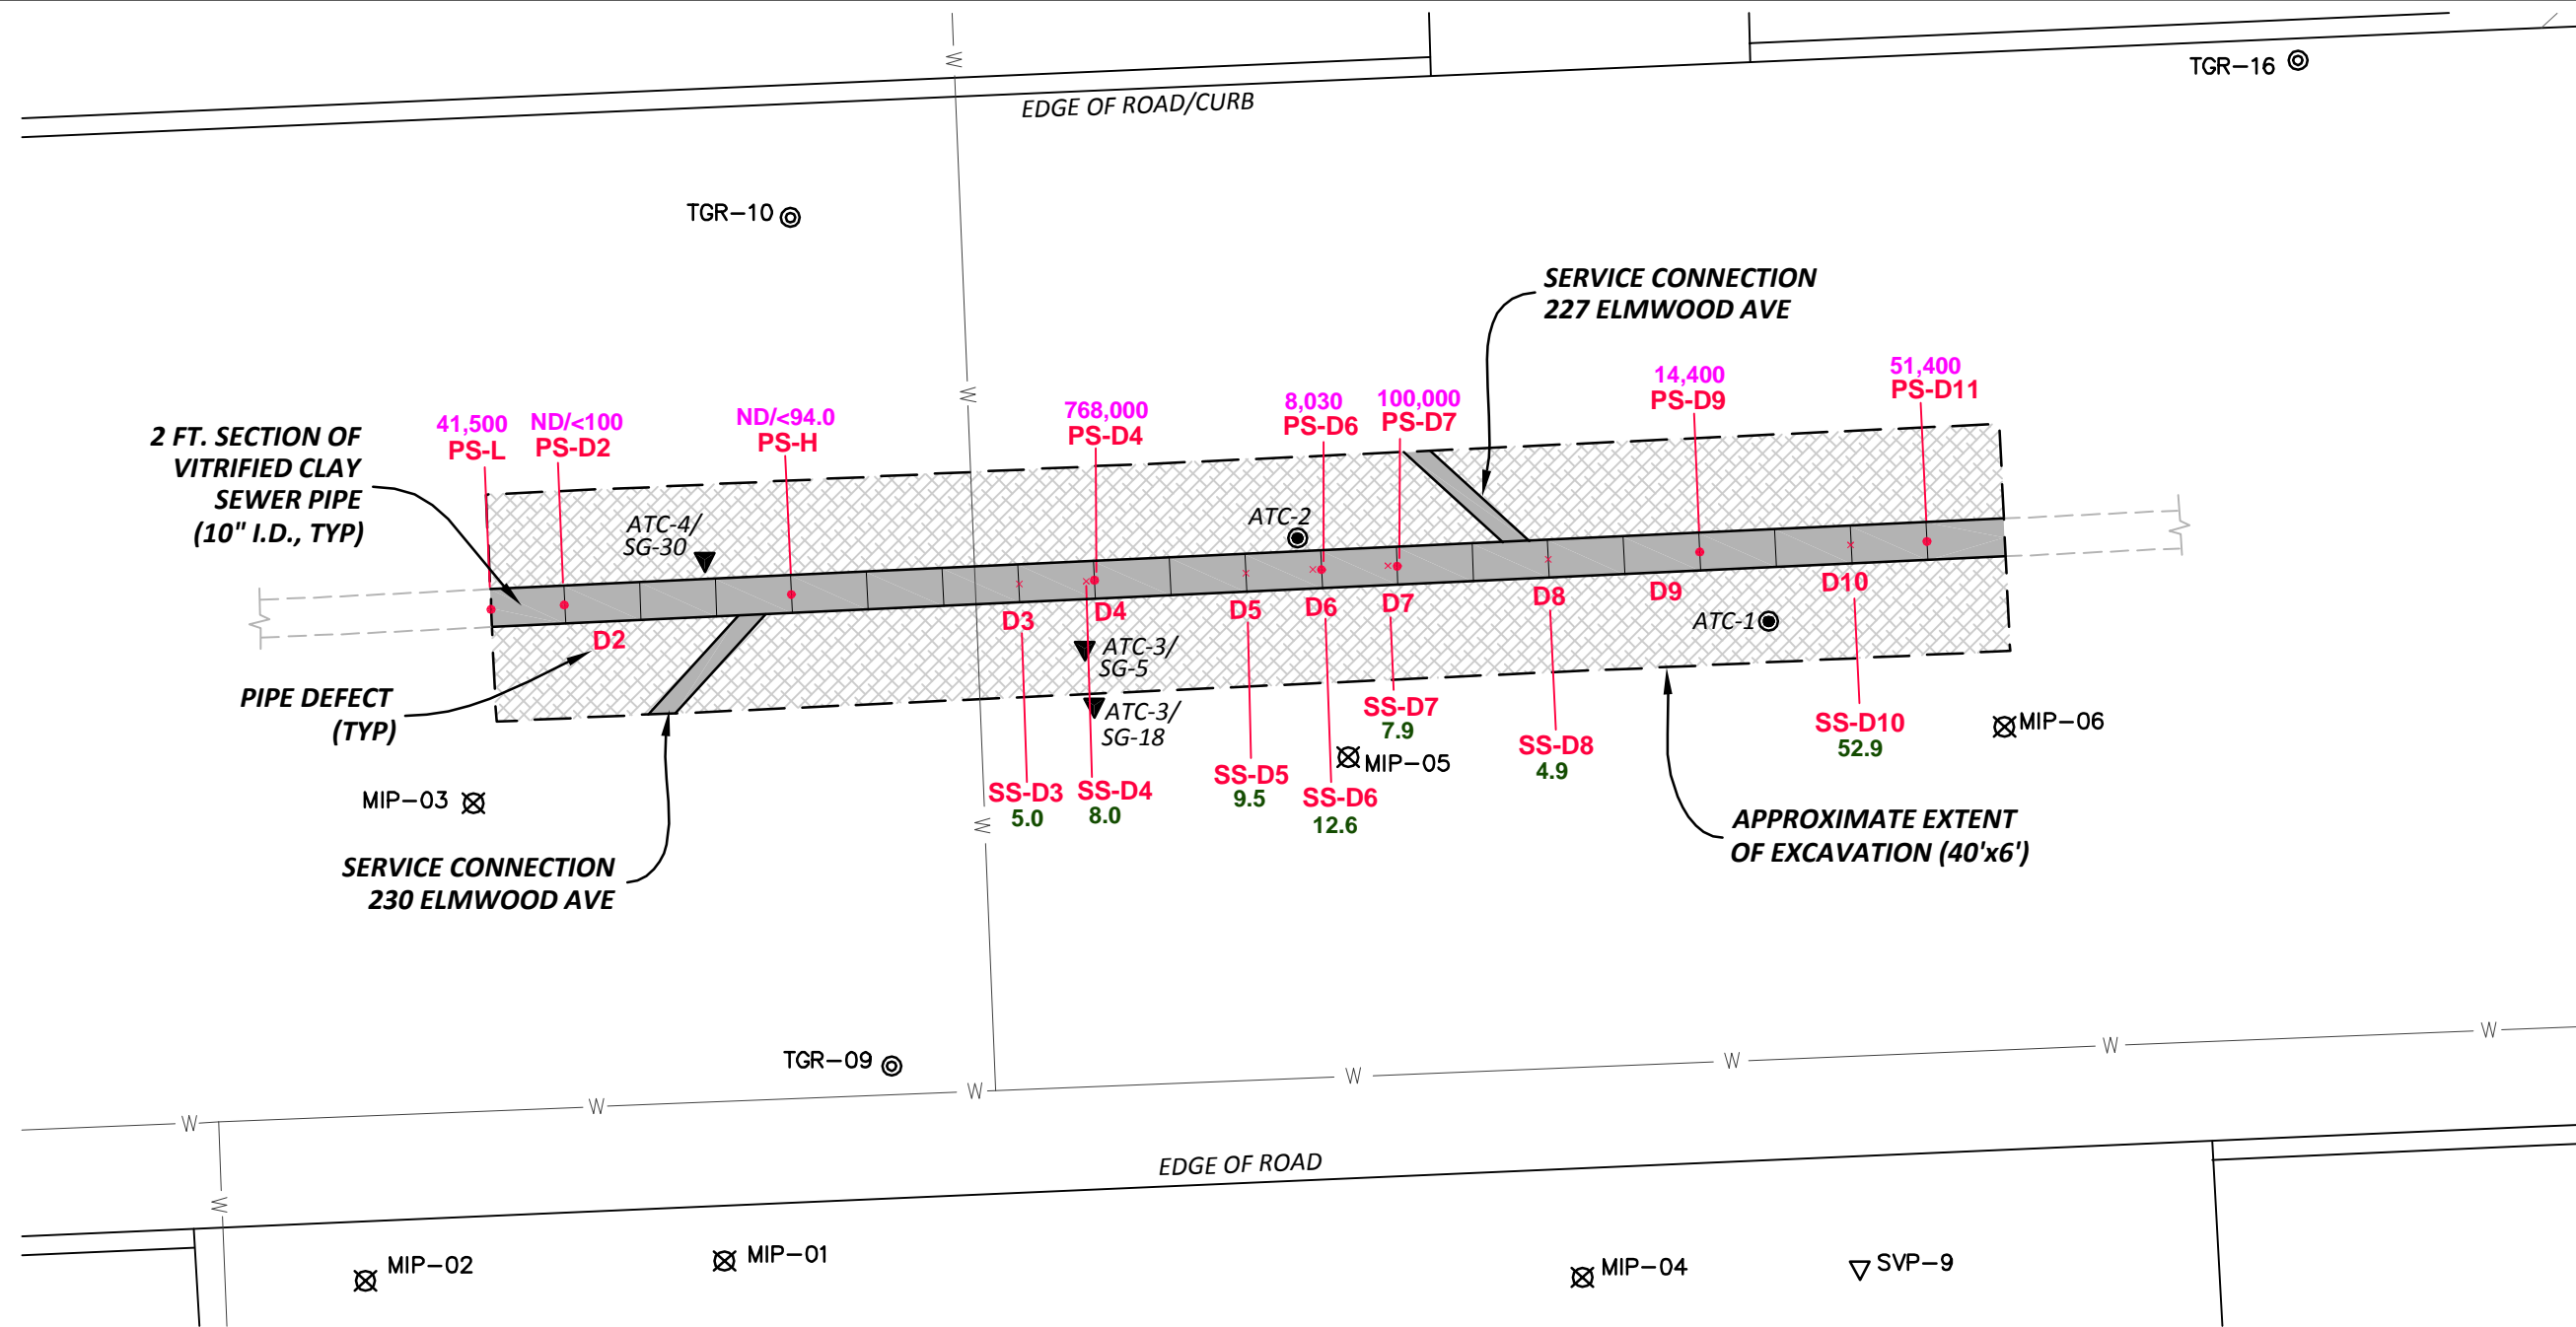 W
TGR-16
EDGE OF ROAD/CURB
TGR-10
SERVICE CONNECTION
227 ELMWOOD AVE
W
41,500
PS-L
ND/<100
PS-D2
ND/<94.0
PS-H
768,000
PS-D4
8,030
PS-D6
100,000
PS-D7
14,400
PS-D9
51,400
PS-D11
2 FT. SECTION OF
VITRIFIED CLAY
SEWER PIPE
(10" I.D., TYP)
ATC-4/
SG-30
ATC-2
D2
D3
D4
D5
D6
D7
D8
D9
D10
ATC-1
ATC-3/
SG-5
ATC-3/
SG-18
PIPE DEFECT
(TYP)
SS-D3
5.0
SS-D4
8.0
SS-D5
9.5
SS-D6
12.6
SS-D7
7.9
SS-D8
4.9
SS-D10
52.9
MIP-05
MIP-06
MIP-03
W
SERVICE CONNECTION
230 ELMWOOD AVE
APPROXIMATE EXTENT
OF EXCAVATION (40'x6')
TGR-09
W
W
W
W
W
W
W
EDGE OF ROAD
W
MIP-02
MIP-01
MIP-04
SVP-9